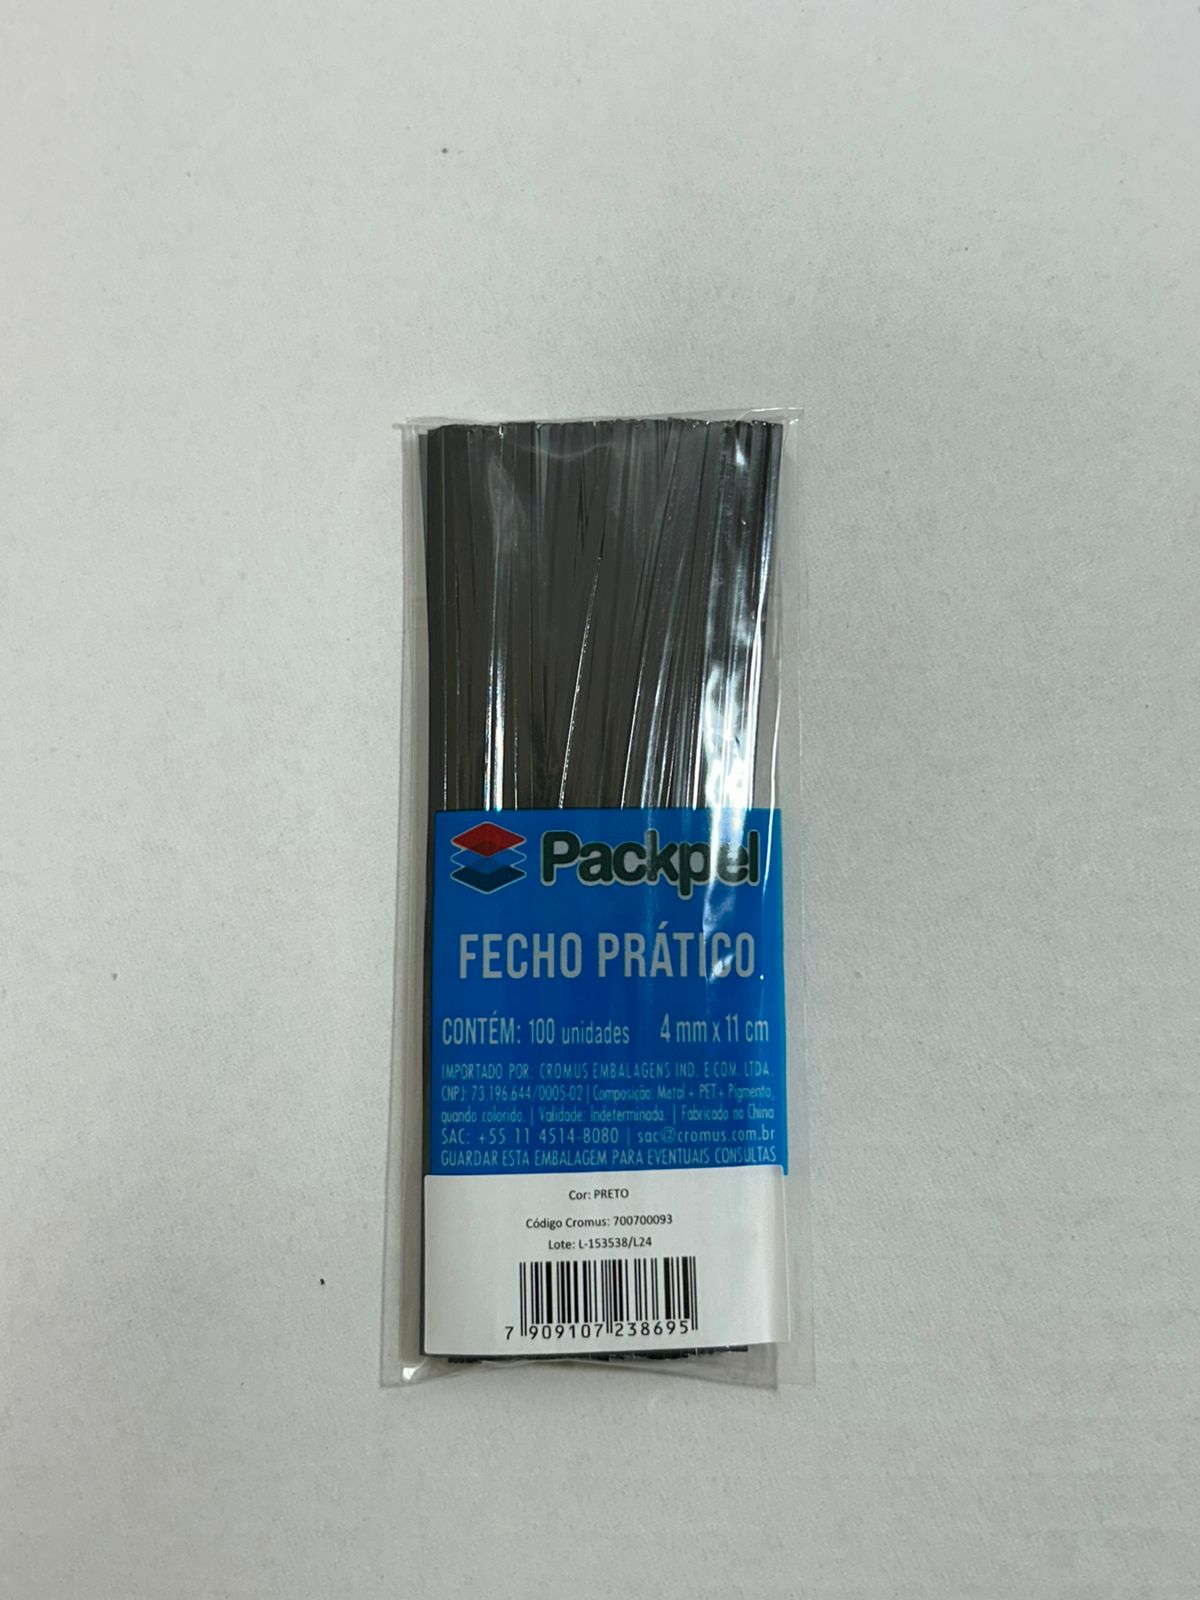 Packpel
FECHO PRÁTICO
CONTÉM: 100 unidades 4 mm x 11 cm
IMPORTADO POR: CROMUS EMBALAGENS IND. E COM. LTDA.
CNPJ: 73.196.644/0005-02 | Composição: Metal + PET + Pigmento,
quando colorido. | Validade: Indeterminada. | Fabricado na China
SAC: +55 11 4514-8080 | sac@cromus.com.br
GUARDAR ESTA EMBALAGEM PARA EVENTUAIS CONSULTAS
Cor: PRETO
Código Cromus: 700700093
Lote: L-153538/L24
7 909107 238695